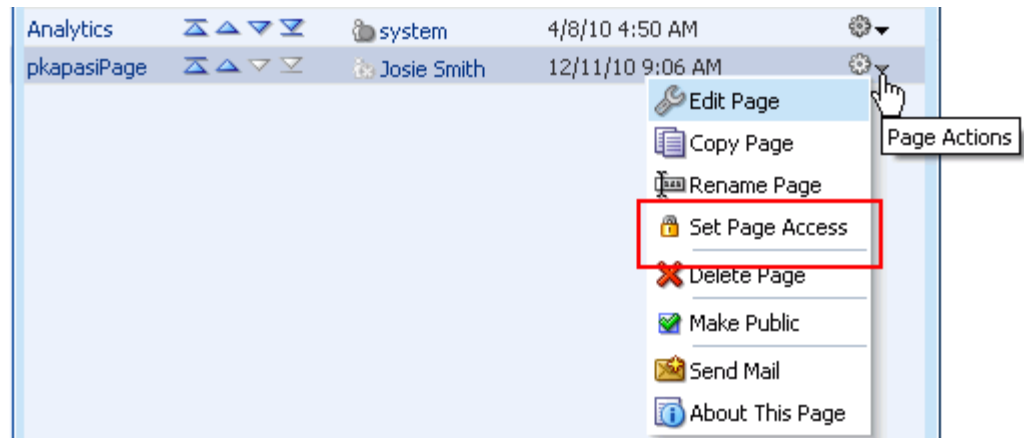 Analytics system 4/8/10 4:50 AM
pkapasiPage Josie Smith 12/11/10 9:06 AM
Edit Page
Page Actions
Copy Page
Rename Page
Set Page Access
Delete Page
Make Public
Send Mail
About This Page